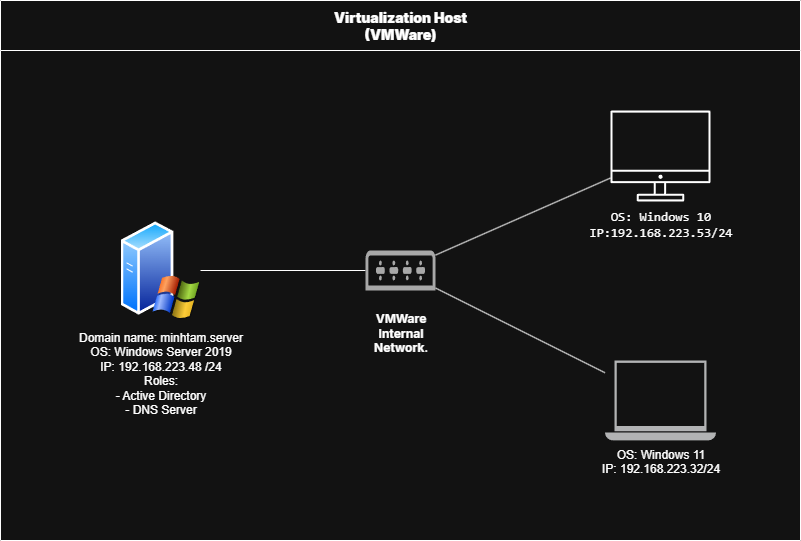 Virtualization Host
(VMWare)
OS: Windows 10
IP:192.168.223.53/24
VMWare
Internal
Network.
Domain name: minhtam.server
OS: Windows Server 2019
IP: 192.168.223.48 /24
Roles:
- Active Directory
- DNS Server
OS: Windows 11
IP: 192.168.223.32/24